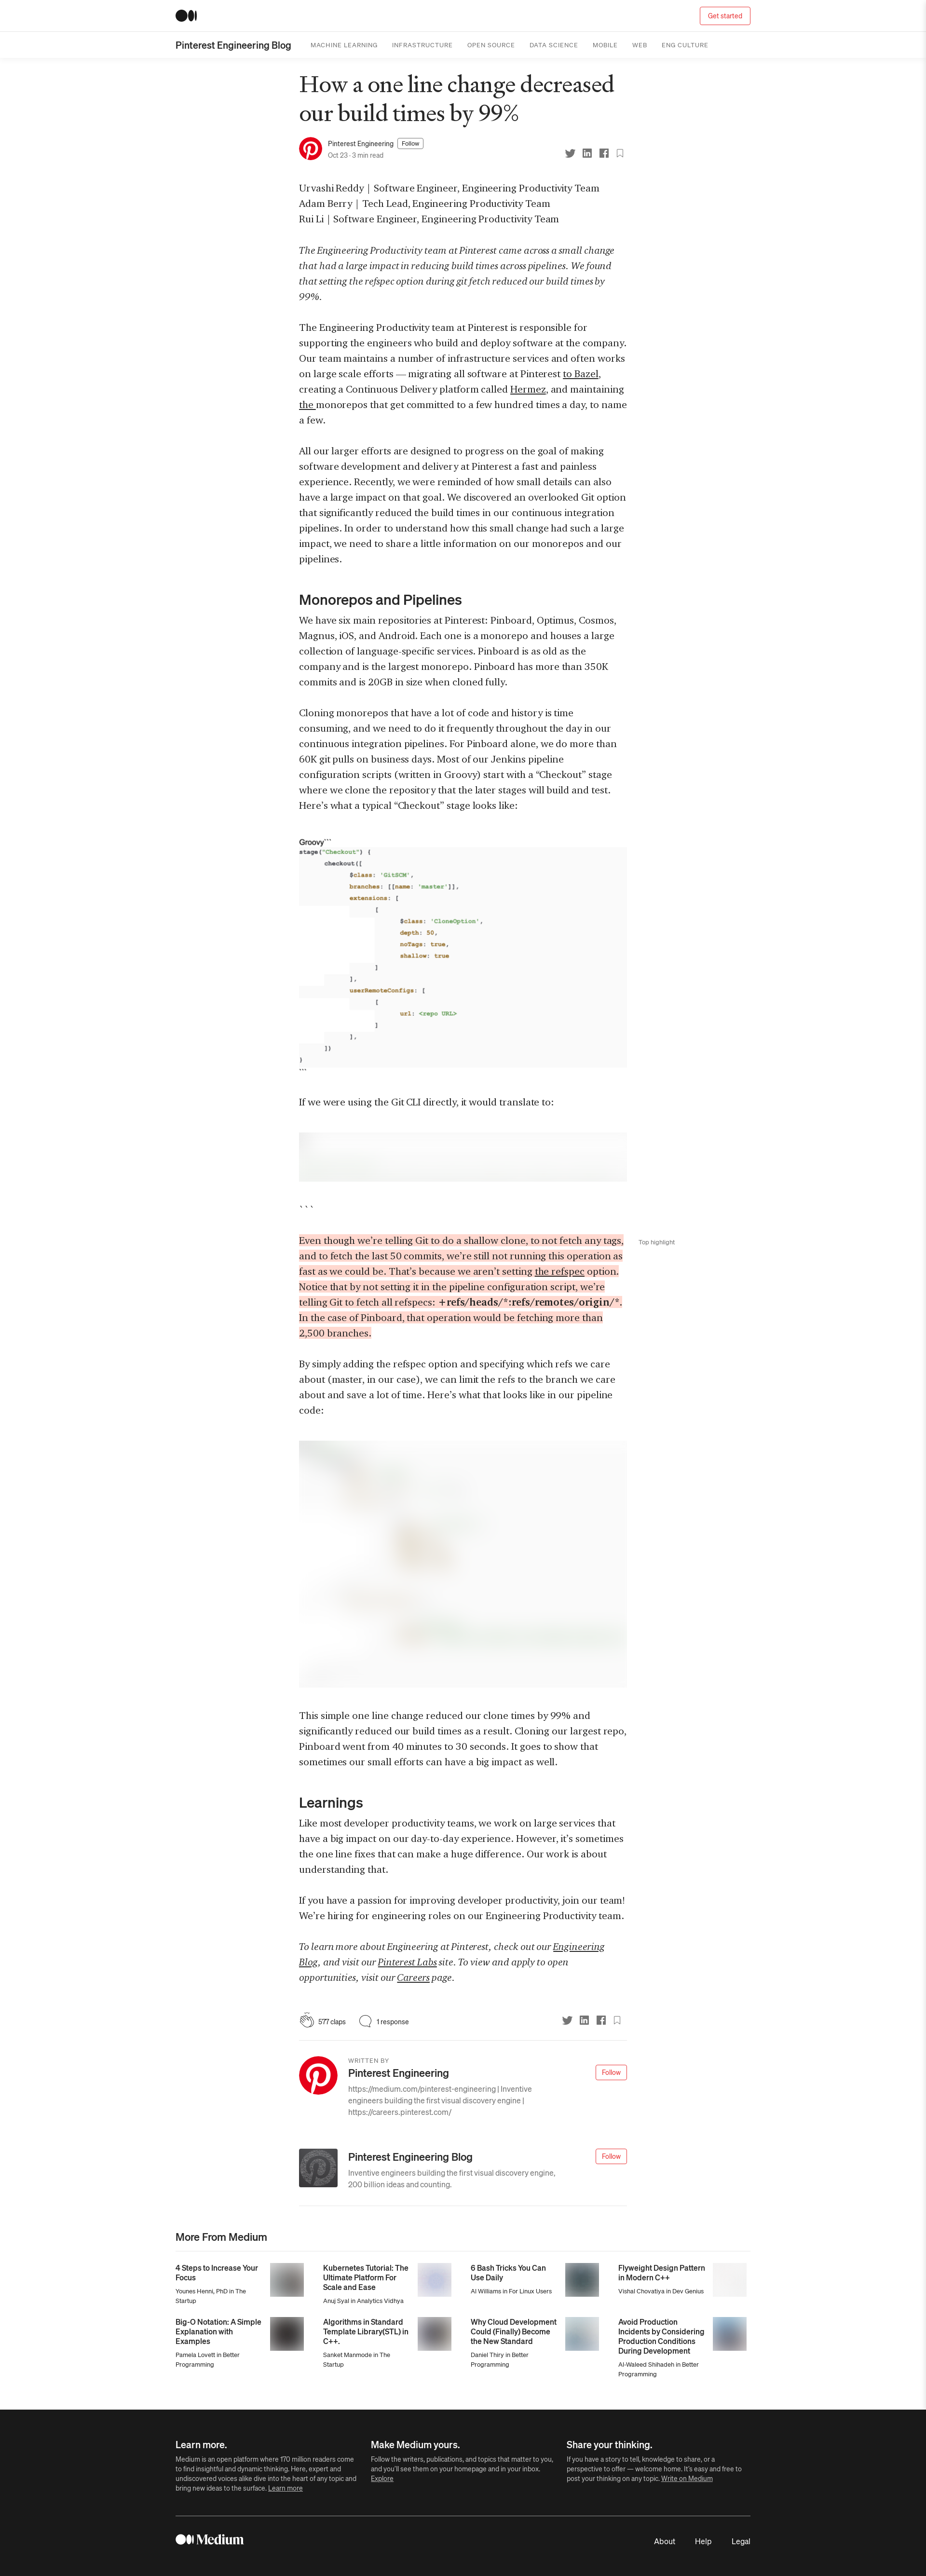 Get started
Pinterest Engineering Blog MACHINE LEARNING INFRASTRUCTURE OPEN SOURCE DATA SCIENCE MOBILE WEB ENG CULTURE
How a one line change decreased
our build times by 99%
Pinterest Engineering Follow
Oct 23 · 3 min read
Urvashi Reddy | Software Engineer, Engineering Productivity Team
Adam Berry | Tech Lead, Engineering Productivity Team
Rui Li | Software Engineer, Engineering Productivity Team
The Engineering Productivity team at Pinterest came across a small change
that had a large impact in reducing build times across pipelines. We found
that setting the refspec option during git fetch reduced our build times by
99%.
The Engineering Productivity team at Pinterest is responsible for
supporting the engineers who build and deploy software at the company.
Our team maintains a number of infrastructure services and often works
on large scale efforts — migrating all software at Pinterest to Bazel,
creating a Continuous Delivery platform called Hermez, and maintaining
the monorepos that get committed to a few hundred times a day, to name
a few.
All our larger efforts are designed to progress on the goal of making
software development and delivery at Pinterest a fast and painless
experience. Recently, we were reminded of how small details can also
have a large impact on that goal. We discovered an overlooked Git option
that significantly reduced the build times in our continuous integration
pipelines. In order to understand how this small change had such a large
impact, we need to share a little information on our monorepos and our
pipelines.
Monorepos and Pipelines
We have six main repositories at Pinterest: Pinboard, Optimus, Cosmos,
Magnus, iOS, and Android. Each one is a monorepo and houses a large
collection of language-specific services. Pinboard is as old as the
company and is the largest monorepo. Pinboard has more than 350K
commits and is 20GB in size when cloned fully.
Cloning monorepos that have a lot of code and history is time
consuming, and we need to do it frequently throughout the day in our
continuous integration pipelines. For Pinboard alone, we do more than
60K git pulls on business days. Most of our Jenkins pipeline
configuration scripts (written in Groovy) start with a “Checkout” stage
where we clone the repository that the later stages will build and test.
Here’s what a typical “Checkout” stage looks like:
Groovy```
stage("Checkout") {
checkout([
$class: 'GitSCM',
branches: [[name: 'master']],
extensions: [
[
$class: 'CloneOption',
depth: 50,
noTags: true,
shallow: true
]
],
userRemoteConfigs: [
[
url: <repo URL>
]
],
])
}
```
If we were using the Git CLI directly, it would translate to:
```
Even though we’re telling Git to do a shallow clone, to not fetch any tags, Top highlight
and to fetch the last 50 commits, we’re still not running this operation as
fast as we could be. That’s because we aren’t setting the refspec option.
Notice that by not setting it in the pipeline configuration script, we’re
telling Git to fetch all refspecs: +refs/heads/*:refs/remotes/origin/*.
In the case of Pinboard, that operation would be fetching more than
2,500 branches.
By simply adding the refspec option and specifying which refs we care
about (master, in our case), we can limit the refs to the branch we care
about and save a lot of time. Here’s what that looks like in our pipeline
code:
This simple one line change reduced our clone times by 99% and
significantly reduced our build times as a result. Cloning our largest repo,
Pinboard went from 40 minutes to 30 seconds. It goes to show that
sometimes our small efforts can have a big impact as well.
Learnings
Like most developer productivity teams, we work on large services that
have a big impact on our day-to-day experience. However, it’s sometimes
the one line fixes that can make a huge difference. Our work is about
understanding that.
If you have a passion for improving developer productivity, join our team!
We’re hiring for engineering roles on our Engineering Productivity team.
To learn more about Engineering at Pinterest, check out our Engineering
Blog, and visit our Pinterest Labs site. To view and apply to open
opportunities, visit our Careers page.
577 claps 1 response
WRITTEN BY
Pinterest Engineering Follow
https://medium.com/pinterest-engineering | Inventive
engineers building the first visual discovery engine |
https://careers.pinterest.com/
Pinterest Engineering Blog Follow
Inventive engineers building the first visual discovery engine,
200 billion ideas and counting.
More From Medium
4 Steps to Increase Your
Focus
Younes Henni, PhD in The
Startup
Kubernetes Tutorial: The
Ultimate Platform For
Scale and Ease
Anuj Syal in Analytics Vidhya
6 Bash Tricks You Can
Use Daily
Al Williams in For Linux Users
Flyweight Design Pattern
in Modern C++
Vishal Chovatiya in Dev Genius
Big-O Notation: A Simple
Explanation with
Examples
Pamela Lovett in Better
Programming
Algorithms in Standard
Template Library(STL) in
C++.
Sanket Manmode in The
Startup
Why Cloud Development
Could (Finally) Become
the New Standard
Daniel Thiry in Better
Programming
Avoid Production
Incidents by Considering
Production Conditions
During Development
Al-Waleed Shihadeh in Better
Programming
Learn more.
Medium is an open platform where 170 million readers come
to find insightful and dynamic thinking. Here, expert and
undiscovered voices alike dive into the heart of any topic and
bring new ideas to the surface. Learn more
Make Medium yours.
Follow the writers, publications, and topics that matter to you,
and you’ll see them on your homepage and in your inbox.
Explore
Share your thinking.
If you have a story to tell, knowledge to share, or a
perspective to offer — welcome home. It’s easy and free to
post your thinking on any topic. Write on Medium
Medium About Help Legal